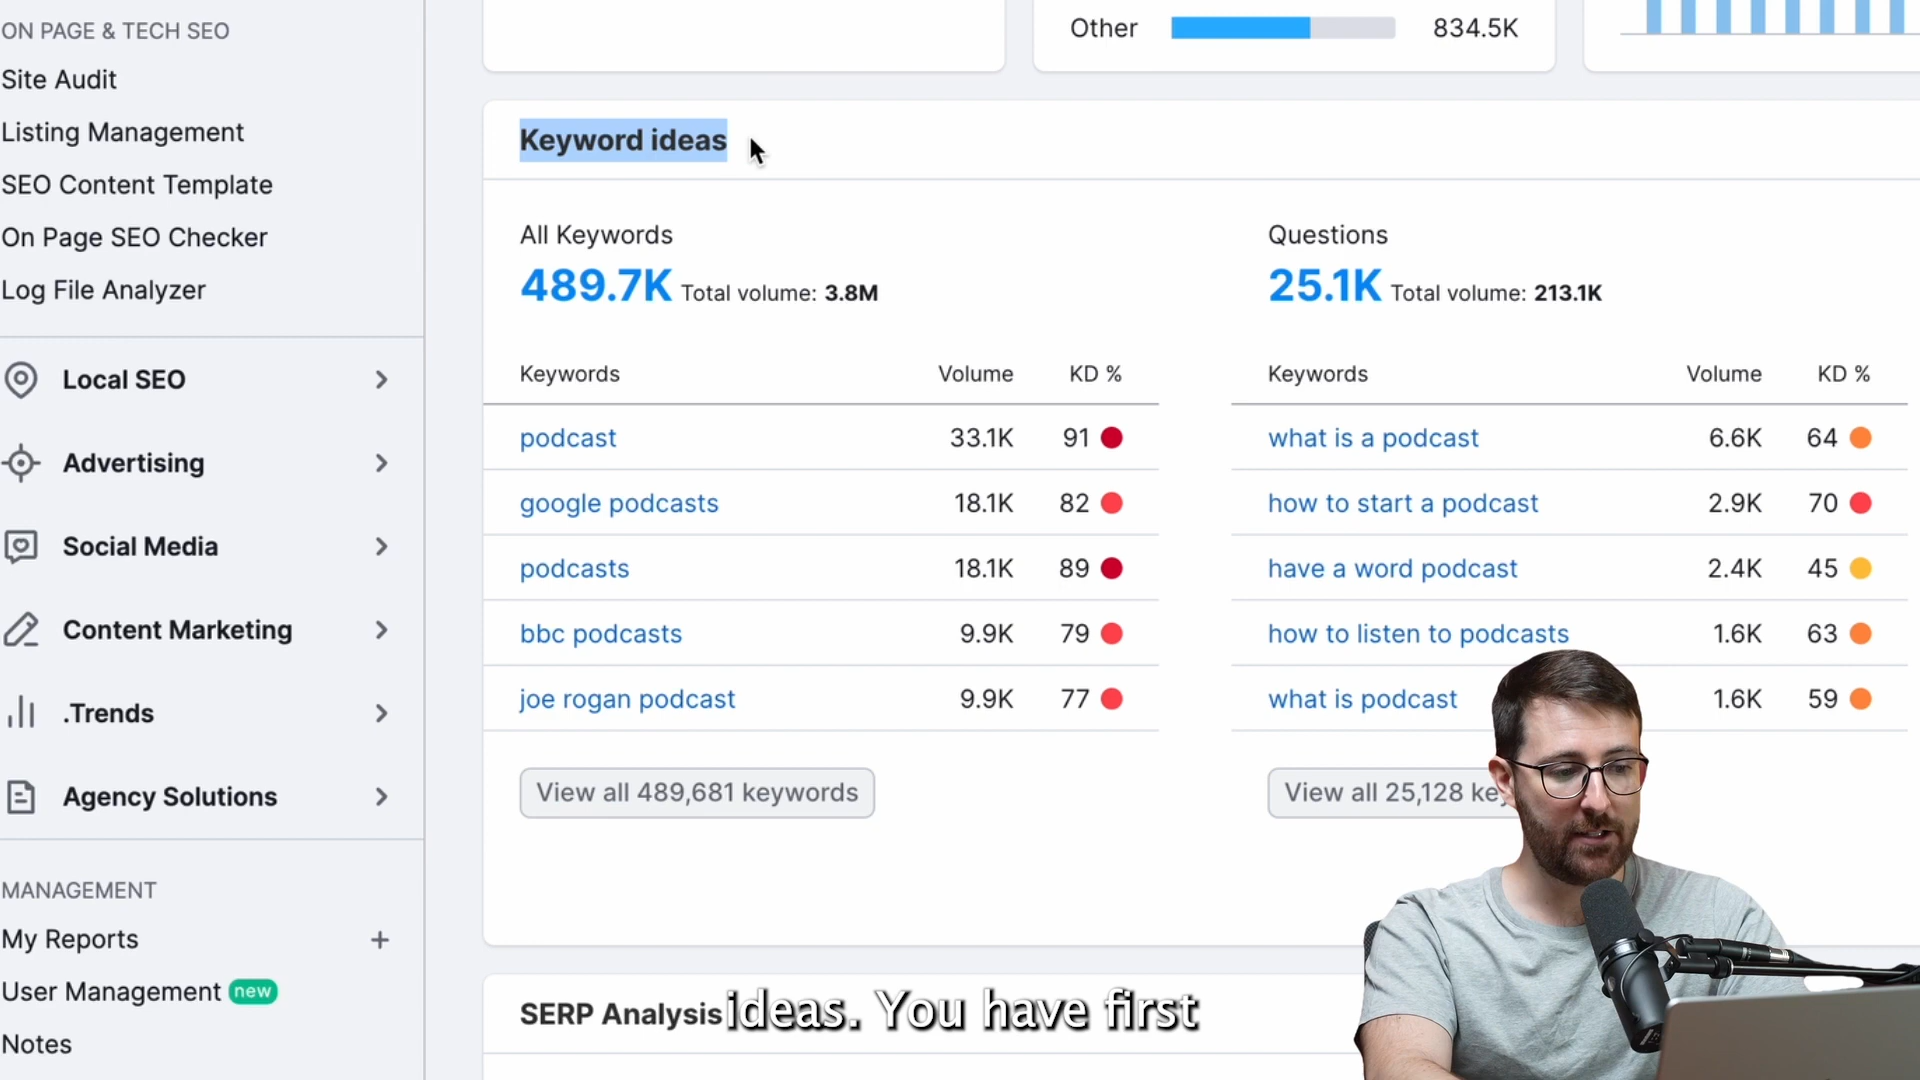 ON PAGE & TECH SEO
Site Audit
Listing Management
SEO Content Template
On Page SEO Checker
Log File Analyzer
Local SEO
Advertising
Social Media
Content Marketing
.Trends
Agency Solutions
MANAGEMENT
My Reports +
User Management new
Notes
Other 834.5K
Keyword ideas
All Keywords
489.7K Total volume: 3.8M
Keywords Volume KD %
podcast 33.1K 91
google podcasts 18.1K 82
podcasts 18.1K 89
bbc podcasts 9.9K 79
joe rogan podcast 9.9K 77
View all 489,681 keywords
Questions
25.1K Total volume: 213.1K
Keywords Volume KD %
what is a podcast 6.6K 64
how to start a podcast 2.9K 70
have a word podcast 2.4K 45
how to listen to podcasts 1.6K 63
what is podcast 1.6K 59
View all 25,128
SERP Analysis
ideas. You have first